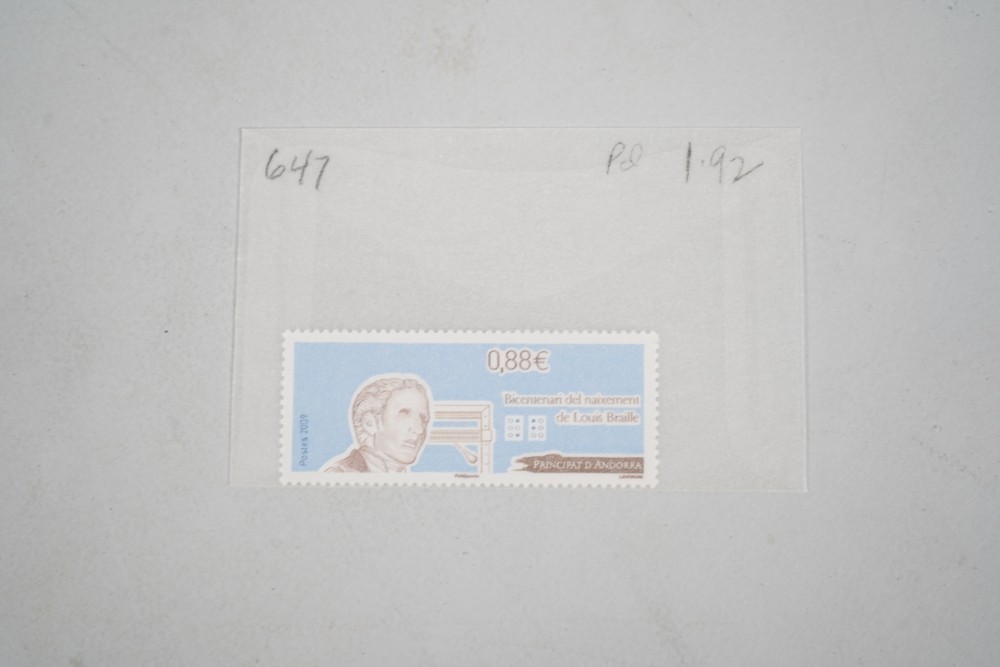 647 Pd 1.92
0,88€
Bicentenari del naixement
de Louis Braille
Postes 2009
PRINCIPAT D'ANDORRA